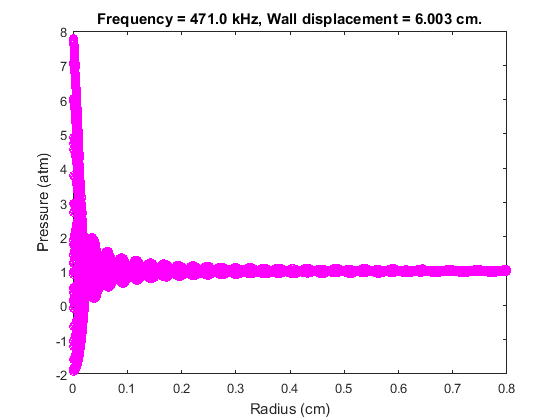 Frequency = 471.0 kHz, Wall displacement = 6.003 cm.
8
7
6
5
4
3
2
1
0
-1
-2
Pressure (atm)
0 0.1 0.2 0.3 0.4 0.5 0.6 0.7 0.8
Radius (cm)